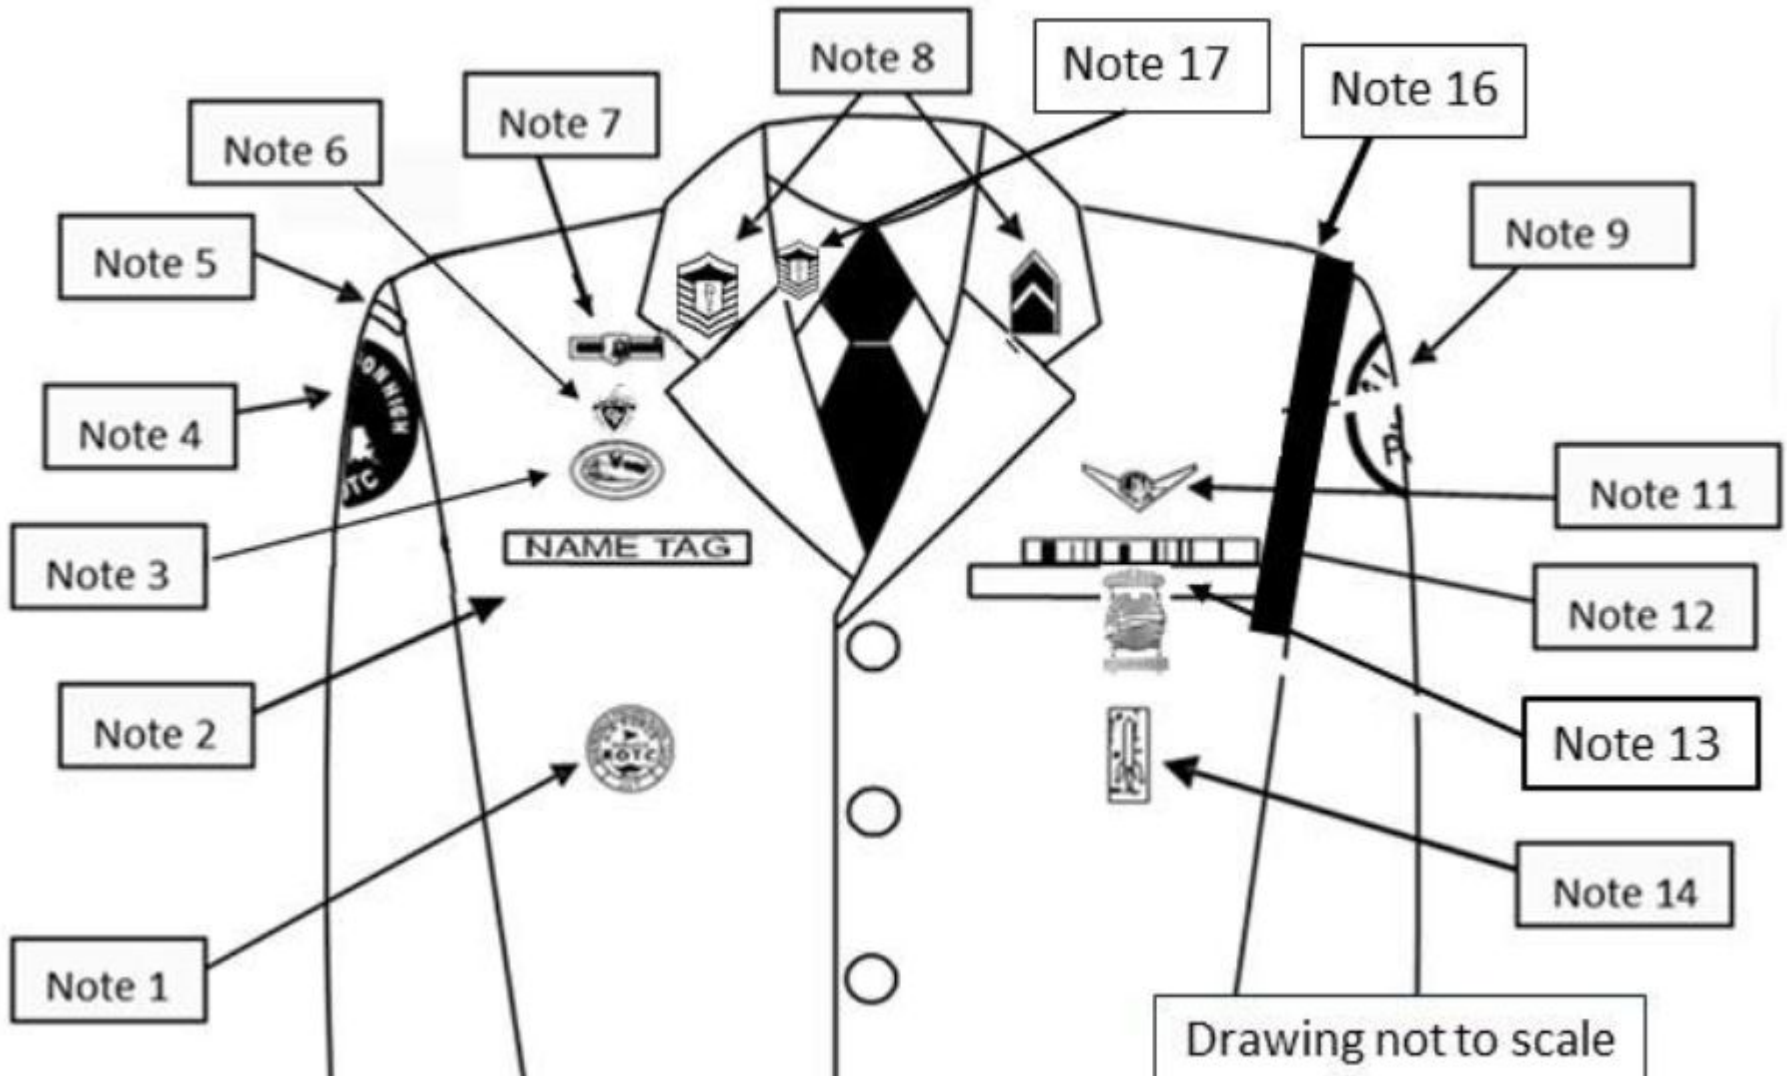 Note 8
Note 17
Note 16
Note 7
Note 6
Note 9
Note 5
Note 4
Note 11
NAME TAG
Note 3
Note 12
Note 2
Note 13
ROTC
Note 14
Note 1
Drawing not to scale